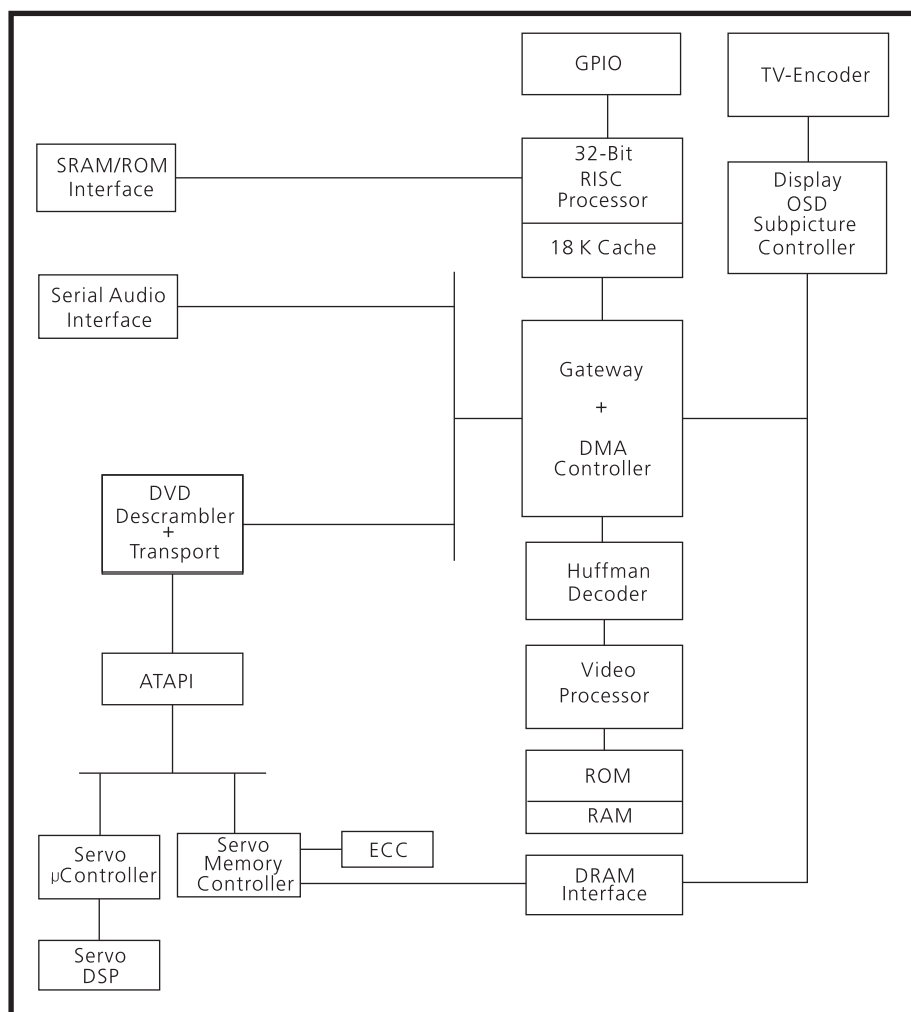 GPIO
TV-Encoder
SRAM/ROM
Interface
32-Bit
RISC
Processor
18 K Cache
Display
OSD
Subpicture
Controller
Serial Audio
Interface
Gateway
+
DMA
Controller
DVD
Descrambler
+
Transport
Huffman
Decoder
ATAPI
Video
Processor
ROM
RAM
Servo
µController
Servo
Memory
Controller
ECC
DRAM
Interface
Servo
DSP